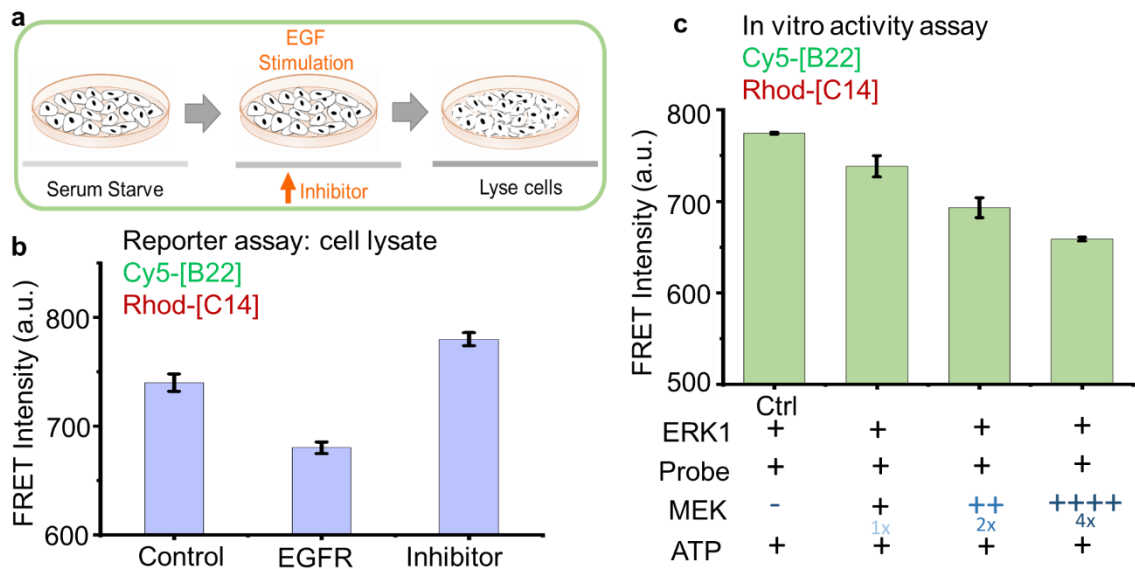 a
EGF
Stimulation
Inhibitor
Serum Starve
Lyse cells
b
Reporter assay: cell lysate
Cy5-[B22]
Rhod-[C14]
FRET Intensity (a.u.)
800
700
600
Control EGFR Inhibitor
c
In vitro activity assay
Cy5-[B22]
Rhod-[C14]
FRET Intensity (a.u.)
800
700
600
500
Ctrl
ERK1 + + + +
Probe + + + +
MEK - + ++ ++++
1x 2x 4x
ATP + + + +